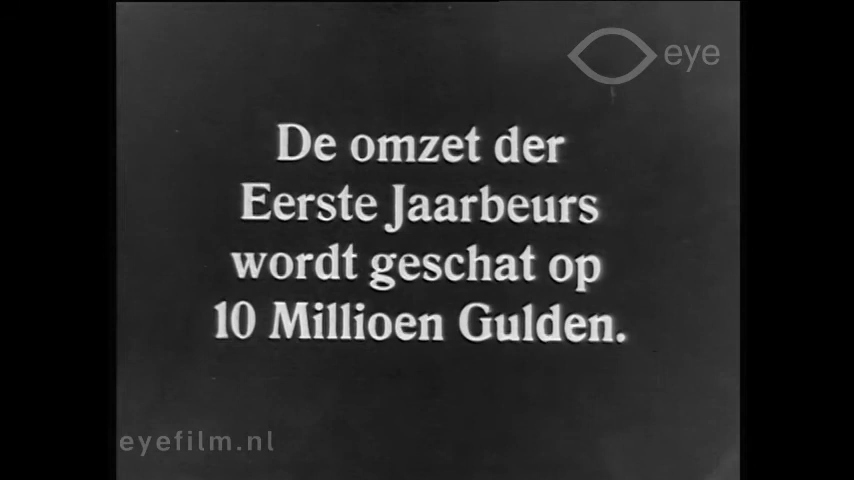 eye
De omzet der
Eerste Jaarbeurs
wordt geschat op
10 Millioen Gulden.
eyefilm.nl